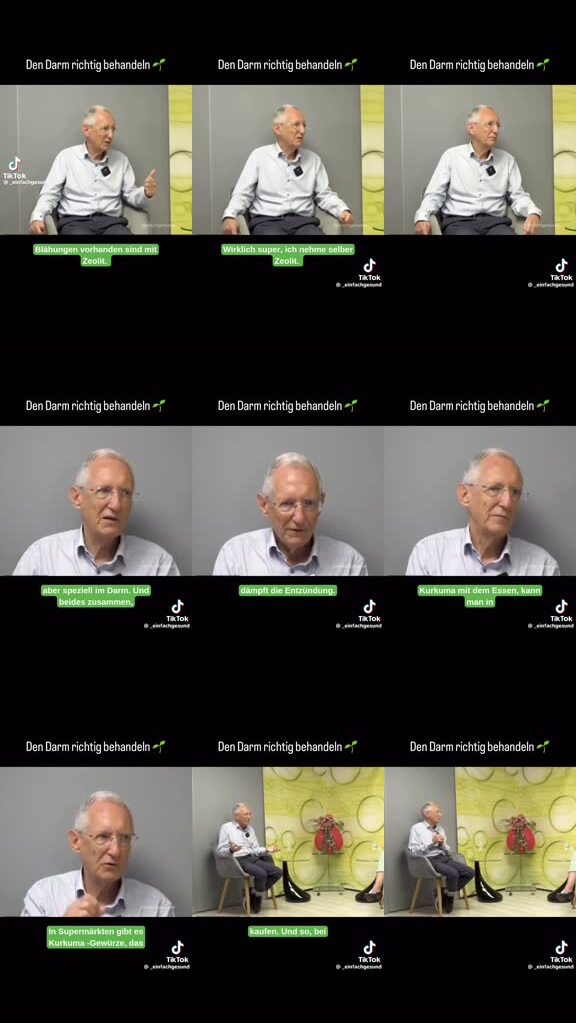 Den Darm richtig behandeln🌱
Den Darm richtig behandeln🌱
Den Darm richtig behandeln🌱
TikTok
@_einfachgesund
Blähungen vorhanden sind mit
Zeolit.
Wirklich super, ich nehme selber
Zeolit.
TikTok
@_einfachgesund
TikTok
@_einfachgesund
Den Darm richtig behandeln🌱
Den Darm richtig behandeln🌱
Den Darm richtig behandeln🌱
aber speziell im Darm. Und
beides zusammen,
dämpft die Entzündung.
Kurkuma mit dem Essen, kann
man in
TikTok
@_einfachgesund
TikTok
@_einfachgesund
TikTok
@_einfachgesund
Den Darm richtig behandeln🌱
Den Darm richtig behandeln🌱
Den Darm richtig behandeln🌱
In Supermärkten gibt es
Kurkuma -Gewürze, das
kaufen. Und so, bei
TikTok
@_einfachgesund
TikTok
@_einfachgesund
TikTok
@_einfachgesund